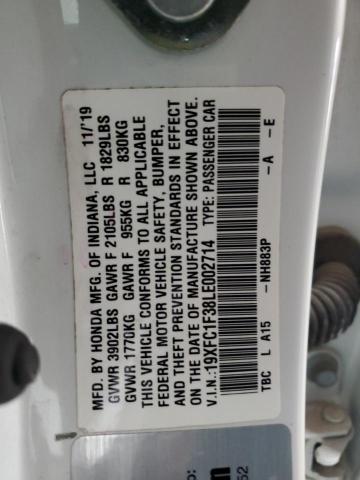 MFD. BY HONDA MFG. OF INDIANA, LLC 11/'19
GVWR 3902LBS GAWR F 2105LBS R 1829LBS
GVWR 1770KG GAWR F 955KG R 830KG
THIS VEHICLE CONFORMS TO ALL APPLICABLE
FEDERAL MOTOR VEHICLE SAFETY, BUMPER,
AND THEFT PREVENTION STANDARDS IN EFFECT
ON THE DATE OF MANUFACTURE SHOWN ABOVE.
V.I.N.:19XFC1F38LE002714 TYPE: PASSENGER CAR
TBC L A15 -NH883P -A -E
52